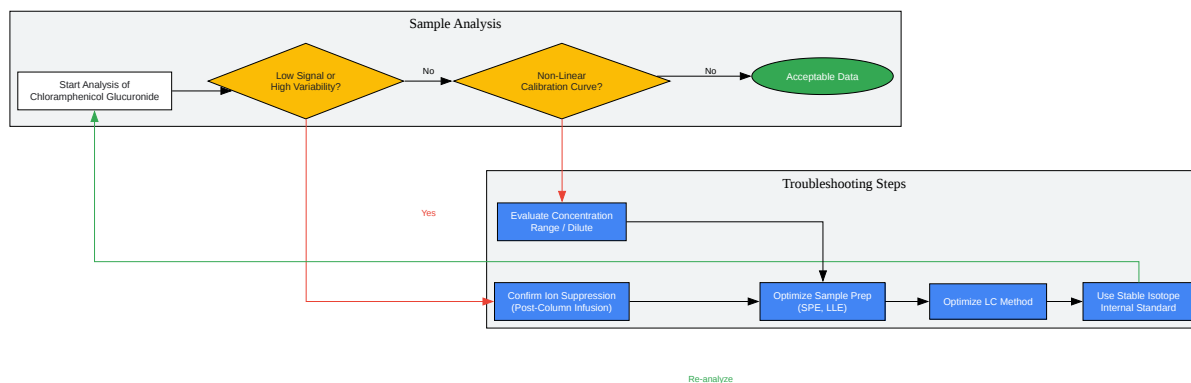 Sample Analysis
Start Analysis of
Chloramphenicol Glucuronide
Low Signal or
High Variability?
No
Non-Linear
Calibration Curve?
No
Acceptable Data
Troubleshooting Steps
Yes
Evaluate Concentration
Range / Dilute
Confirm Ion Suppression
(Post-Column Infusion)
Optimize Sample Prep
(SPE, LLE)
Optimize LC Method
Use Stable Isotope
Internal Standard
Re-analyze